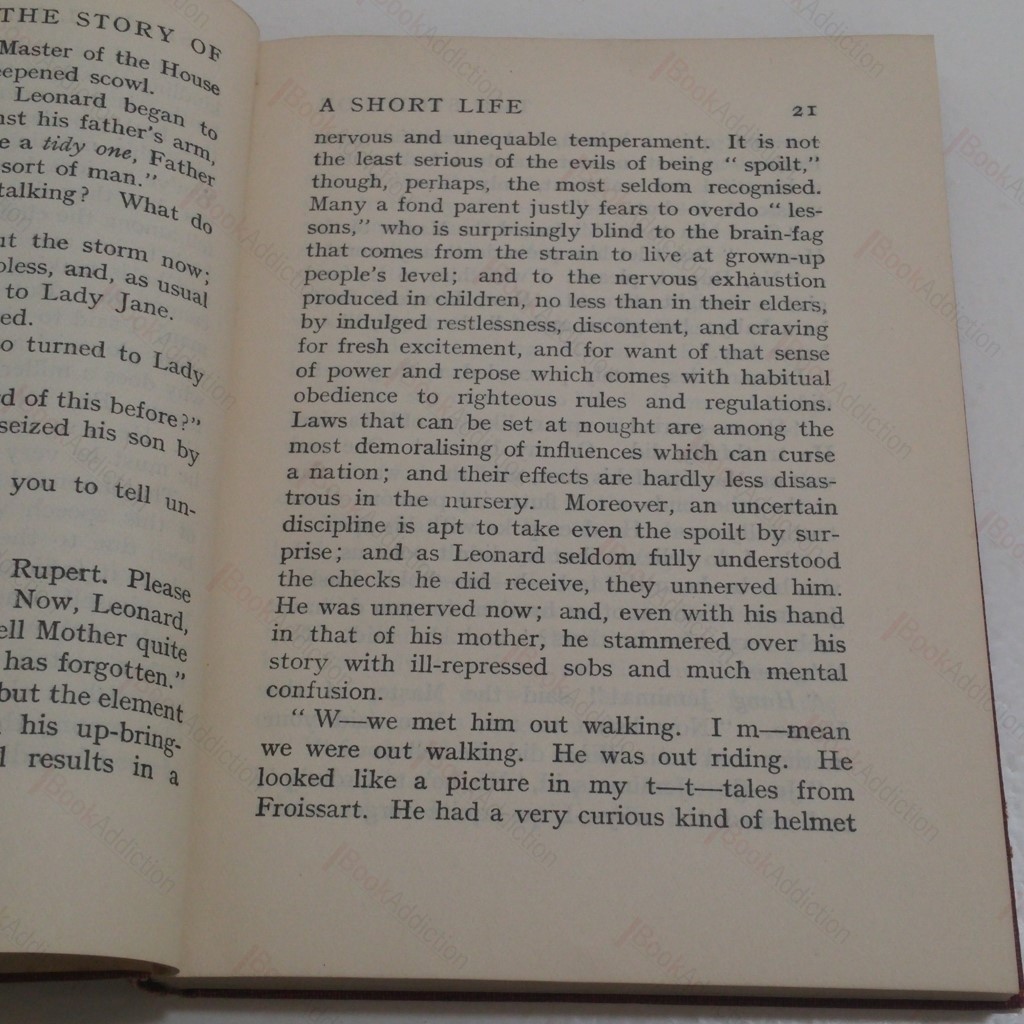 THE STORY OF
Master of the House
eepened scowl.
Leonard began to
nst his father's arm,
e a tidy one, Father
sort of man."
talking? What do
ut the storm now;
pless, and, as usual
to Lady Jane.
ed.
o turned to Lady
d of this before?"
seized his son by
you to tell un-
Rupert. Please
Now, Leonard,
ell Mother quite
has forgotten."
but the element
his up-bring-
l results in a
A SHORT LIFE 21
nervous and unequable temperament. It is not
the least serious of the evils of being "spoilt,"
though, perhaps, the most seldom recognised.
Many a fond parent justly fears to overdo "les-
sons," who is surprisingly blind to the brain-fag
that comes from the strain to live at grown-up
people's level; and to the nervous exhaustion
produced in children, no less than in their elders,
by indulged restlessness, discontent, and craving
for fresh excitement, and for want of that sense
of power and repose which comes with habitual
obedience to righteous rules and regulations.
Laws that can be set at nought are among the
most demoralising of influences which can curse
a nation; and their effects are hardly less disas-
trous in the nursery. Moreover, an uncertain
discipline is apt to take even the spoilt by sur-
prise; and as Leonard seldom fully understood
the checks he did receive, they unnerved him.
He was unnerved now; and, even with his hand
in that of his mother, he stammered over his
story with ill-repressed sobs and much mental
confusion.
"W—we met him out walking. I m—mean
we were out walking. He was out riding. He
looked like a picture in my t—t—tales from
Froissart. He had a very curious kind of helmet